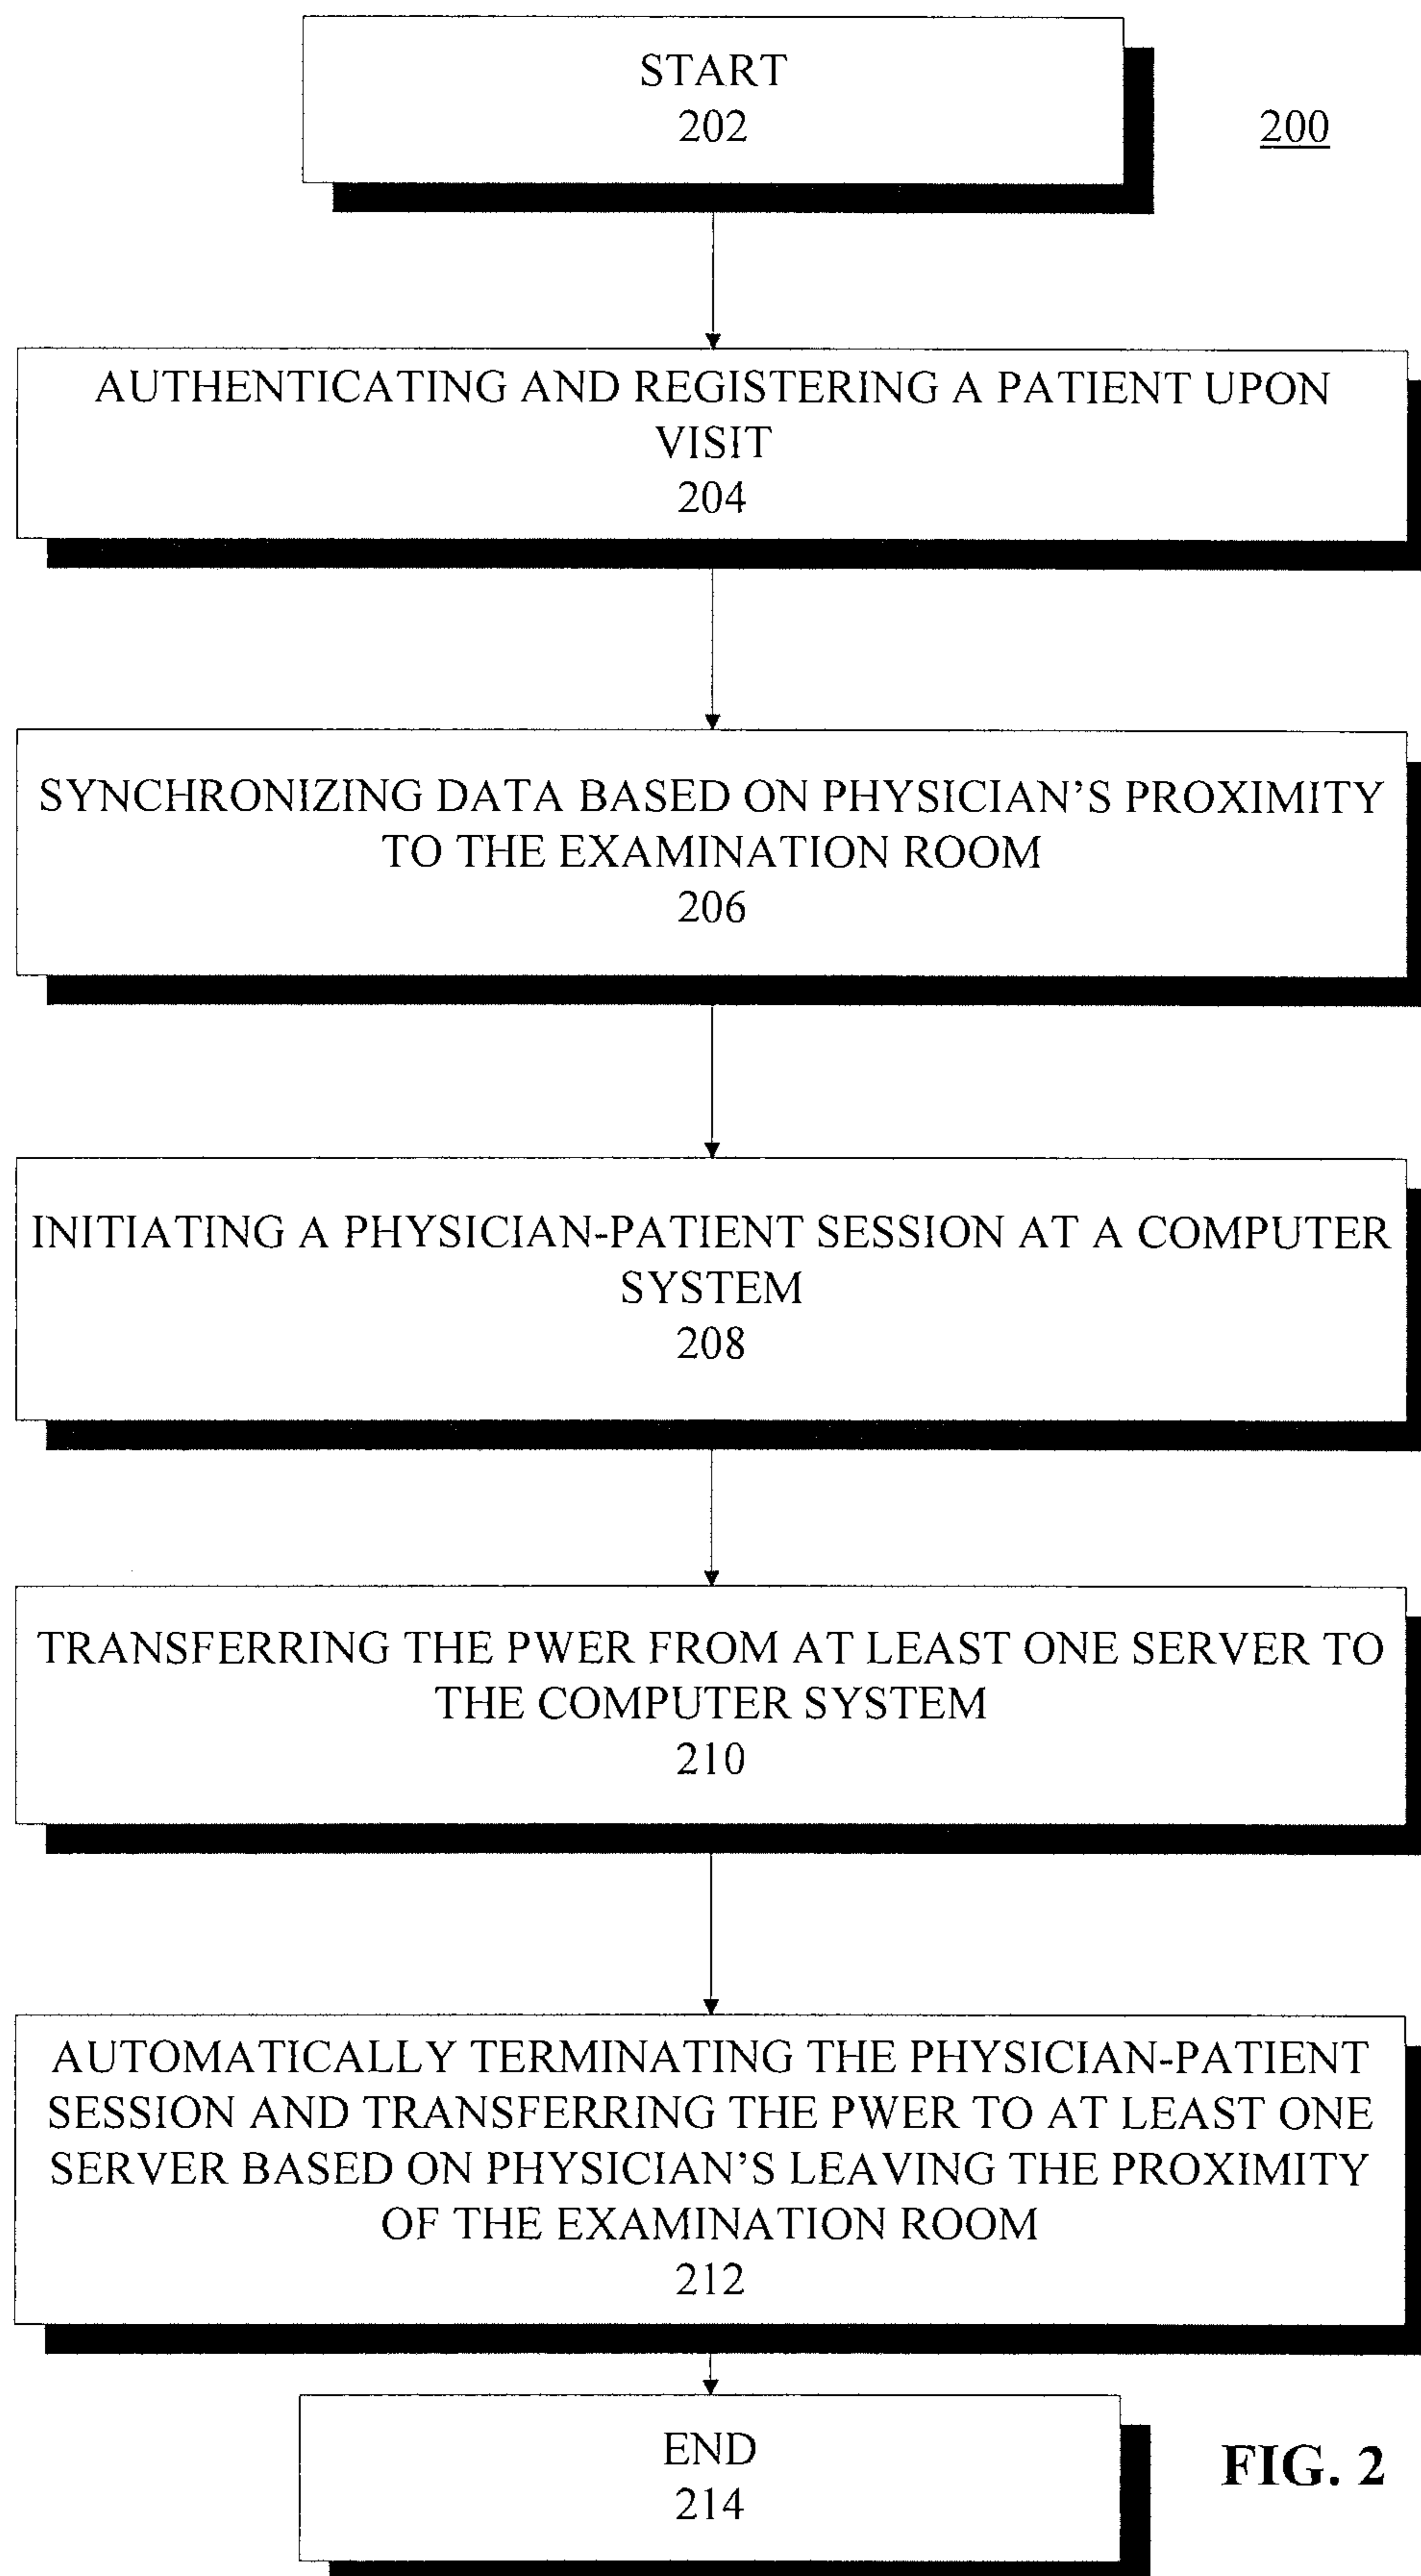 START
202
200
AUTHENTICATING AND REGISTERING A PATIENT UPON
VISIT
204
SYNCHRONIZING DATA BASED ON PHYSICIAN'S PROXIMITY
TO THE EXAMINATION ROOM
206
INITIATING A PHYSICIAN-PATIENT SESSION AT A COMPUTER
SYSTEM
208
TRANSFERRING THE PWER FROM AT LEAST ONE SERVER TO
THE COMPUTER SYSTEM
210
AUTOMATICALLY TERMINATING THE PHYSICIAN-PATIENT
SESSION AND TRANSFERRING THE PWER TO AT LEAST ONE
SERVER BASED ON PHYSICIAN'S LEAVING THE PROXIMITY
OF THE EXAMINATION ROOM
212
END
214
FIG. 2